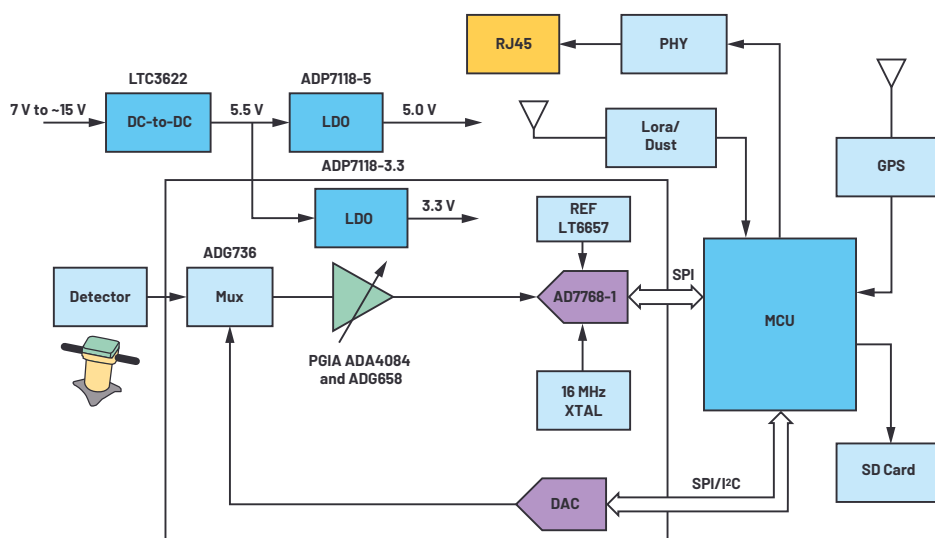 RJ45
PHY
LTC3622
ADP7118-5
7 V to ~15 V
DC-to-DC
5.5 V
LDO
5.0 V
Lora/
Dust
GPS
ADP7118-3.3
LDO
3.3 V
REF
LT6657
ADG736
Detector
Mux
AD7768-1
SPI
MCU
PGIA ADA4084
and ADG658
16 MHz
XTAL
SD Card
DAC
SPI/I²C